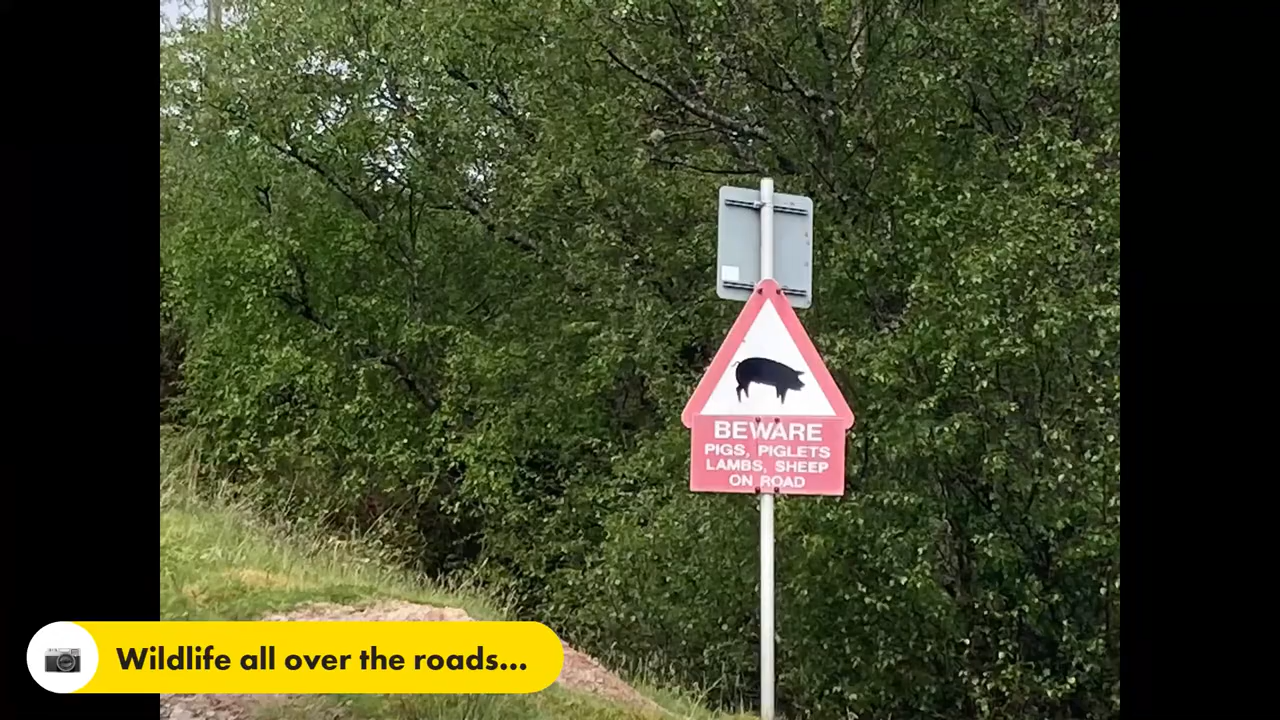 BEWARE
PIGS, PIGLETS
LAMBS, SHEEP
ON ROAD
Wildlife all over the roads...